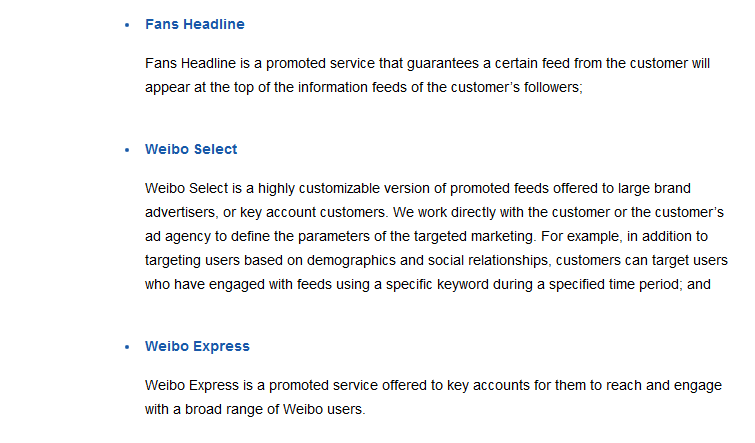 • Fans Headline
Fans Headline is a promoted service that guarantees a certain feed from the customer will
appear at the top of the information feeds of the customer’s followers;
• Weibo Select
Weibo Select is a highly customizable version of promoted feeds offered to large brand
advertisers, or key account customers. We work directly with the customer or the customer’s
ad agency to define the parameters of the targeted marketing. For example, in addition to
targeting users based on demographics and social relationships, customers can target users
who have engaged with feeds using a specific keyword during a specified time period; and
• Weibo Express
Weibo Express is a promoted service offered to key accounts for them to reach and engage
with a broad range of Weibo users.